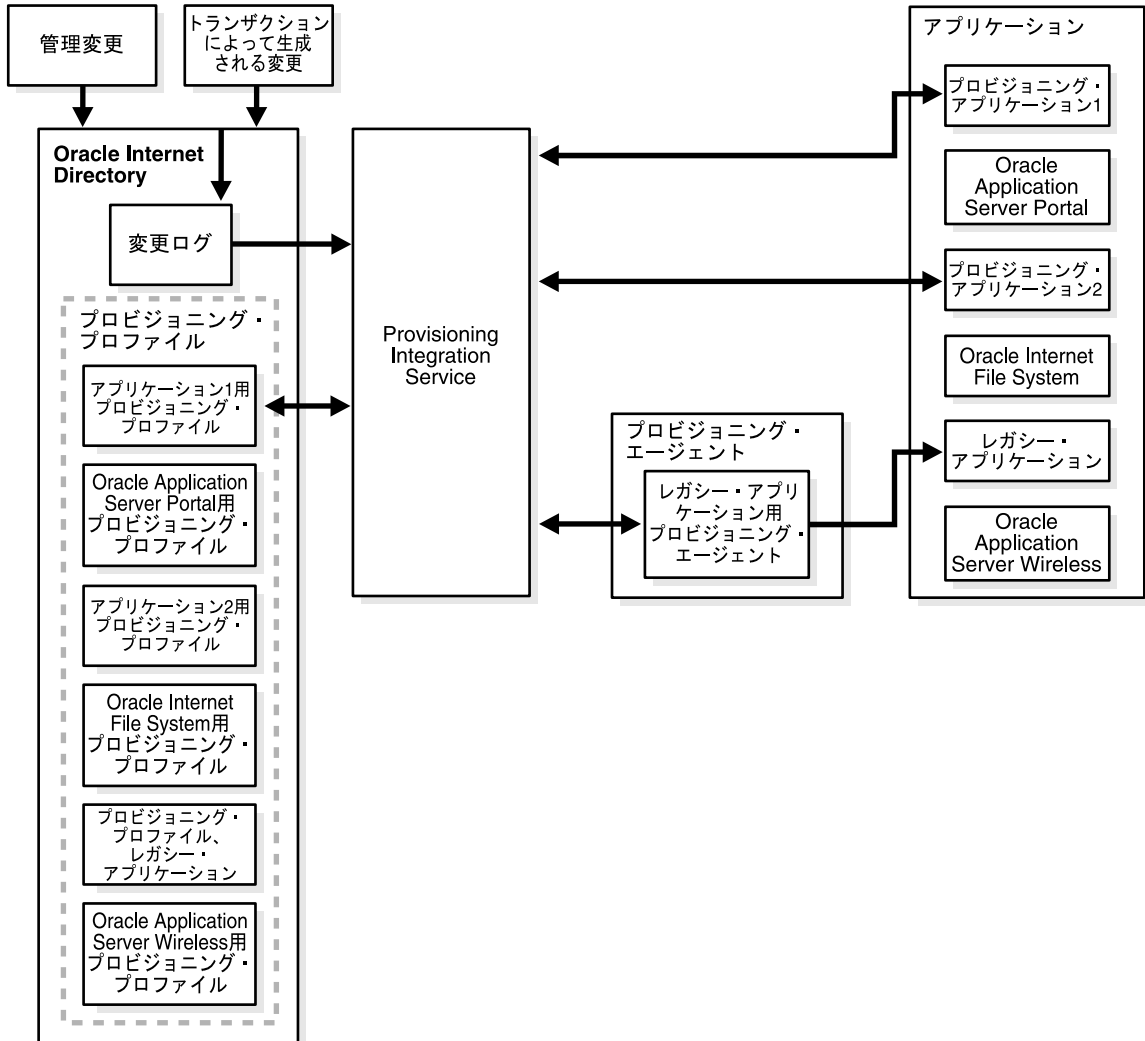 管理変更
トランザクション
によって生成
される変更
Oracle Internet
Directory
変更ログ
プロビジョニング・
プロファイル
アプリケーション1用
プロビジョニング・
プロファイル
Oracle Application
Server Portal用
プロビジョニング・
プロファイル
アプリケーション2用
プロビジョニング・
プロファイル
Oracle Internet
File System用
プロビジョニング・
プロファイル
プロビジョニング・
プロファイル、
レガシー・
アプリケーション
Oracle Application
Server Wireless用
プロビジョニング・
プロファイル
Provisioning
Integration
Service
プロビジョニング・
エージェント
レガシー・アプリ
ケーション用
プロビジョニング・
エージェント
アプリケーション
プロビジョニング・
アプリケーション1
Oracle
Application
Server Portal
プロビジョニング・
アプリケーション2
Oracle Internet
File System
レガシー・
アプリケーション
Oracle
Application
Server Wireless